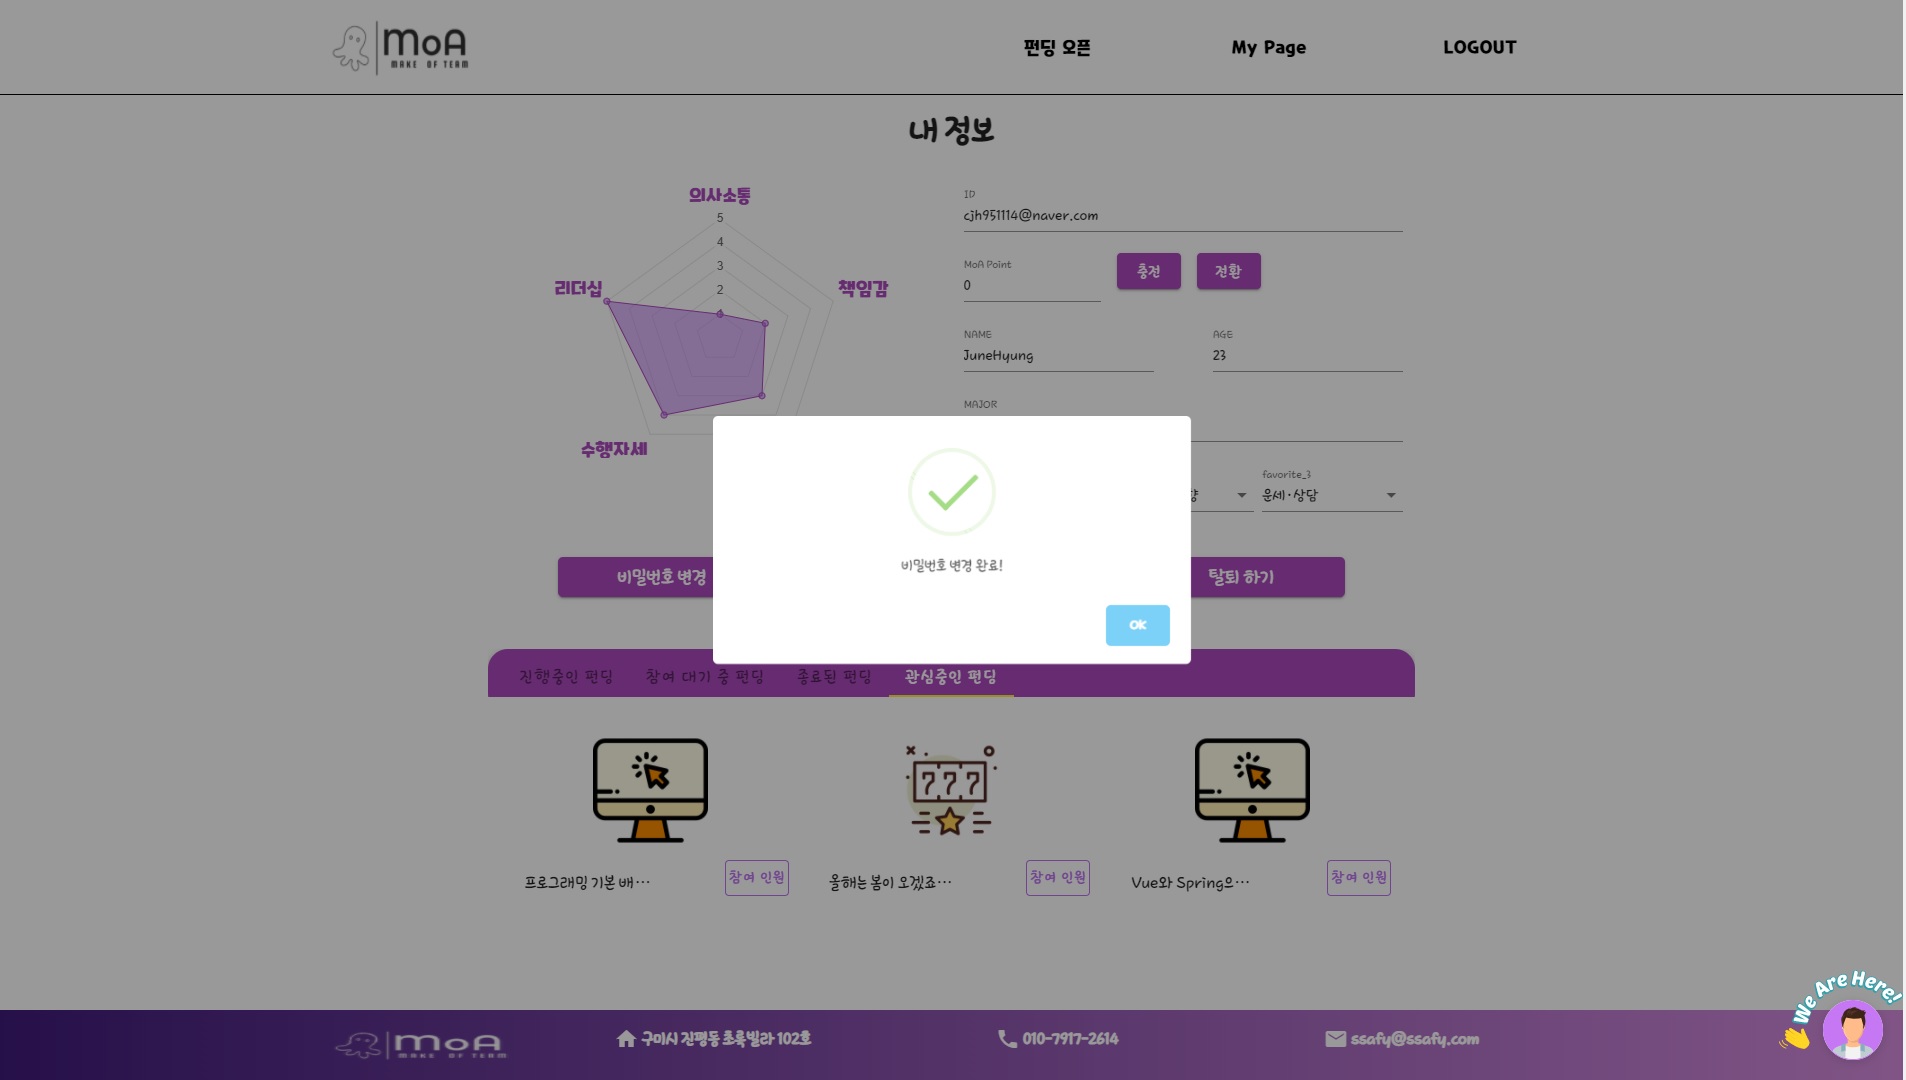 MoA
MAKE OF TEAM
펀딩 오픈
My Page
LOGOUT
내 정보
의사소통
5
4
3
2
1
리더십
책임감
수행자세
ID
cjh951114@naver.com
MoA Point
0
충전
전환
NAME
JuneHyung
AGE
23
MAJOR
favorite_3
향
운세·상담
비밀번호 변경 완료!
OK
비밀번호 변경
탈퇴 하기
진행중인 펀딩
참여 대기 중 펀딩
종료된 펀딩
관심중인 펀딩
777
프로그래밍 기본 배···
참여 인원
올해는 봄이 오겠죠···
참여 인원
Vue와 Spring으···
참여 인원
We Are Here!
MoA
MAKE OF TEAM
구미시 진평동 초록빌라 102호
010-7917-2614
ssafy@ssafy.com